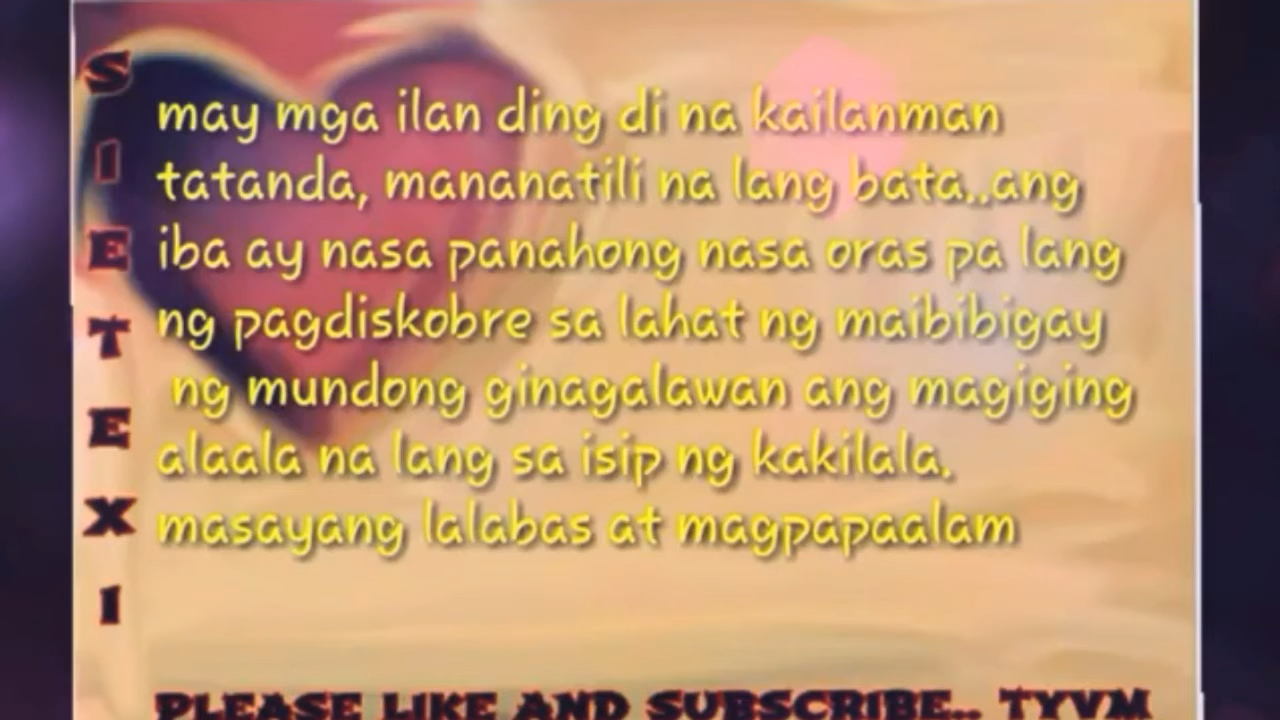 may mga ilan ding di na kailanman
tatanda, mananatili na lang bata..ang
iba ay nasa panahong nasa oras pa lang
ng pagdiskobre sa lahat ng maibibigay
ng mundong ginagalawan ang magiging
alaala na lang sa isip ng kakilala.
masayang lalabas at magpapaalam
SIETEXI
PLEASE LIKE AND SUBSCRIBE.. TYVM